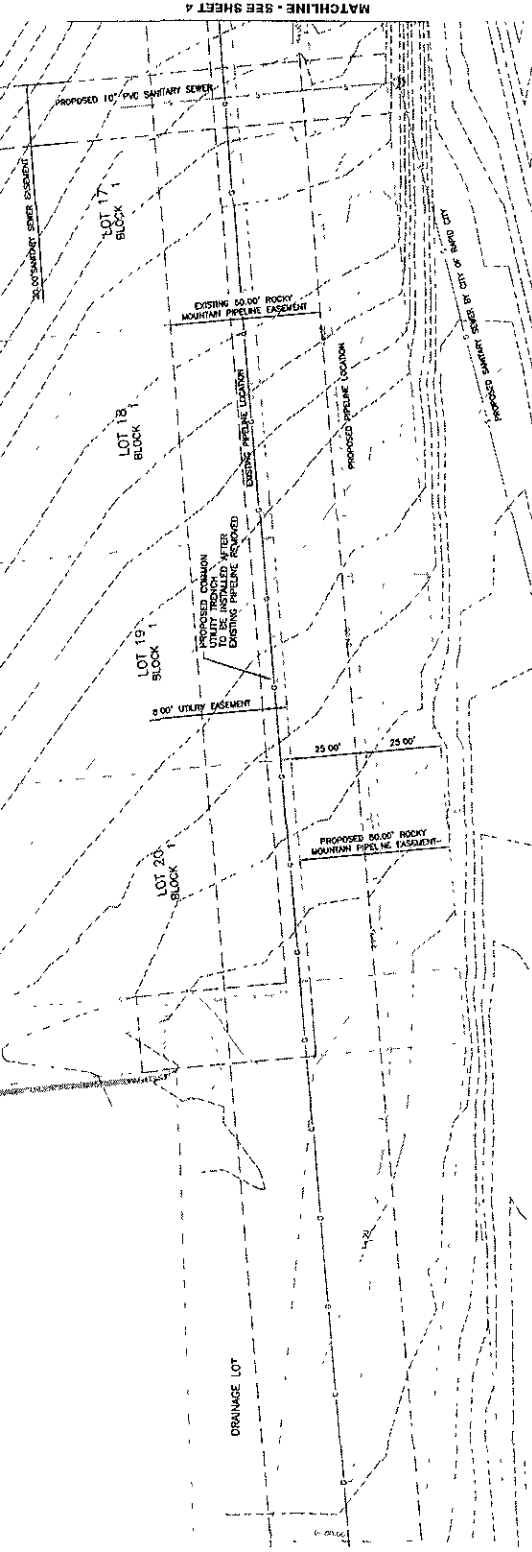 MATCHLINE - SEE SHEET 4
PROPOSED 10" PVC SANITARY SEWER
20.00' SANITARY SEWER EASEMENT
LOT 17
BLOCK 1
EXISTING 50.00' ROCKY
MOUNTAIN PIPELINE EASEMENT
PROPOSED SANITARY SEWER BY CITY OF RAPID CITY
LOT 18
BLOCK 1
EXISTING PIPELINE LOCATION
PROPOSED PIPELINE LOCATION
PROPOSED COMMON
UTILITY TRENCH
TO BE INSTALLED AFTER
EXISTING PIPELINE REMOVED
LOT 19
BLOCK 1
8.00' UTILITY EASEMENT
25.00'
25.00'
PROPOSED 50.00' ROCKY
MOUNTAIN PIPELINE EASEMENT
LOT 20
BLOCK 1
DRAINAGE LOT